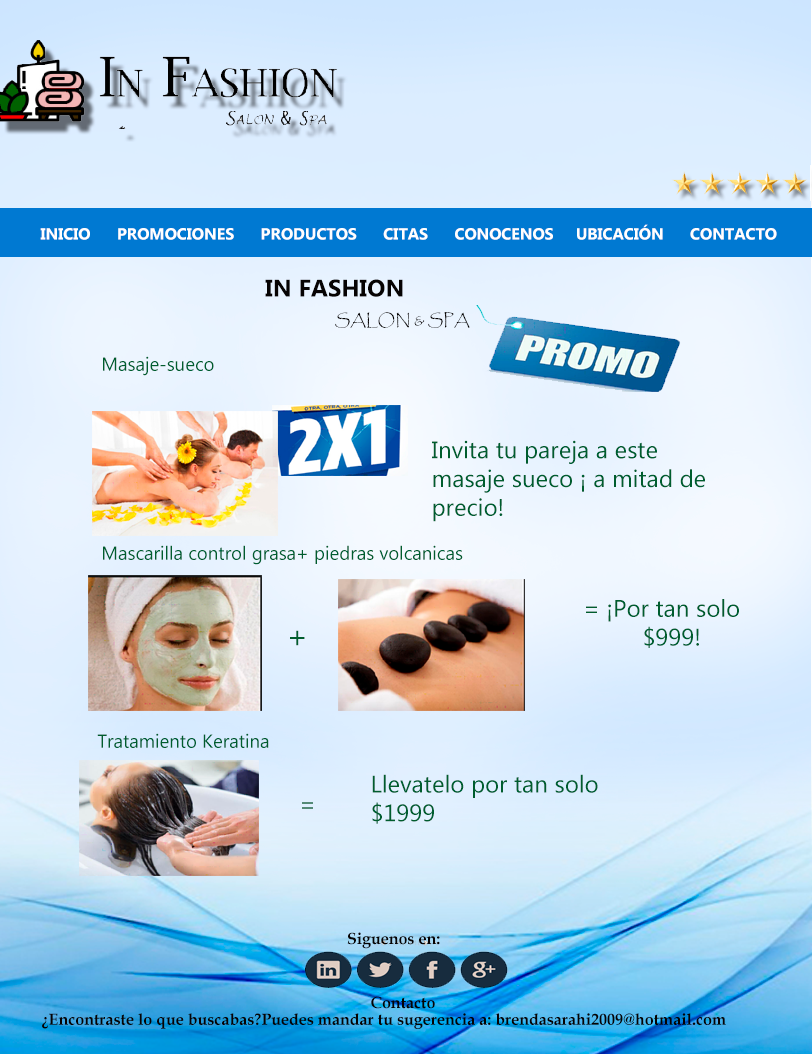 IN FASHION
SALON & SPA
INICIO PROMOCIONES PRODUCTOS CITAS CONOCENOS UBICACIÓN CONTACTO
IN FASHION
SALON & SPA
PROMO
Masaje-sueco
OTRA, OTRA, OTRA
2X1
Invita tu pareja a este
masaje sueco ¡ a mitad de
precio!
Mascarilla control grasa+ piedras volcanicas
+
= ¡Por tan solo
$999!
Tratamiento Keratina
=
Llevatelo por tan solo
$1999
Siguenos en:
in f g+
Contacto
¿Encontraste lo que buscabas?Puedes mandar tu sugerencia a: brendasarahi2009@hotmail.com